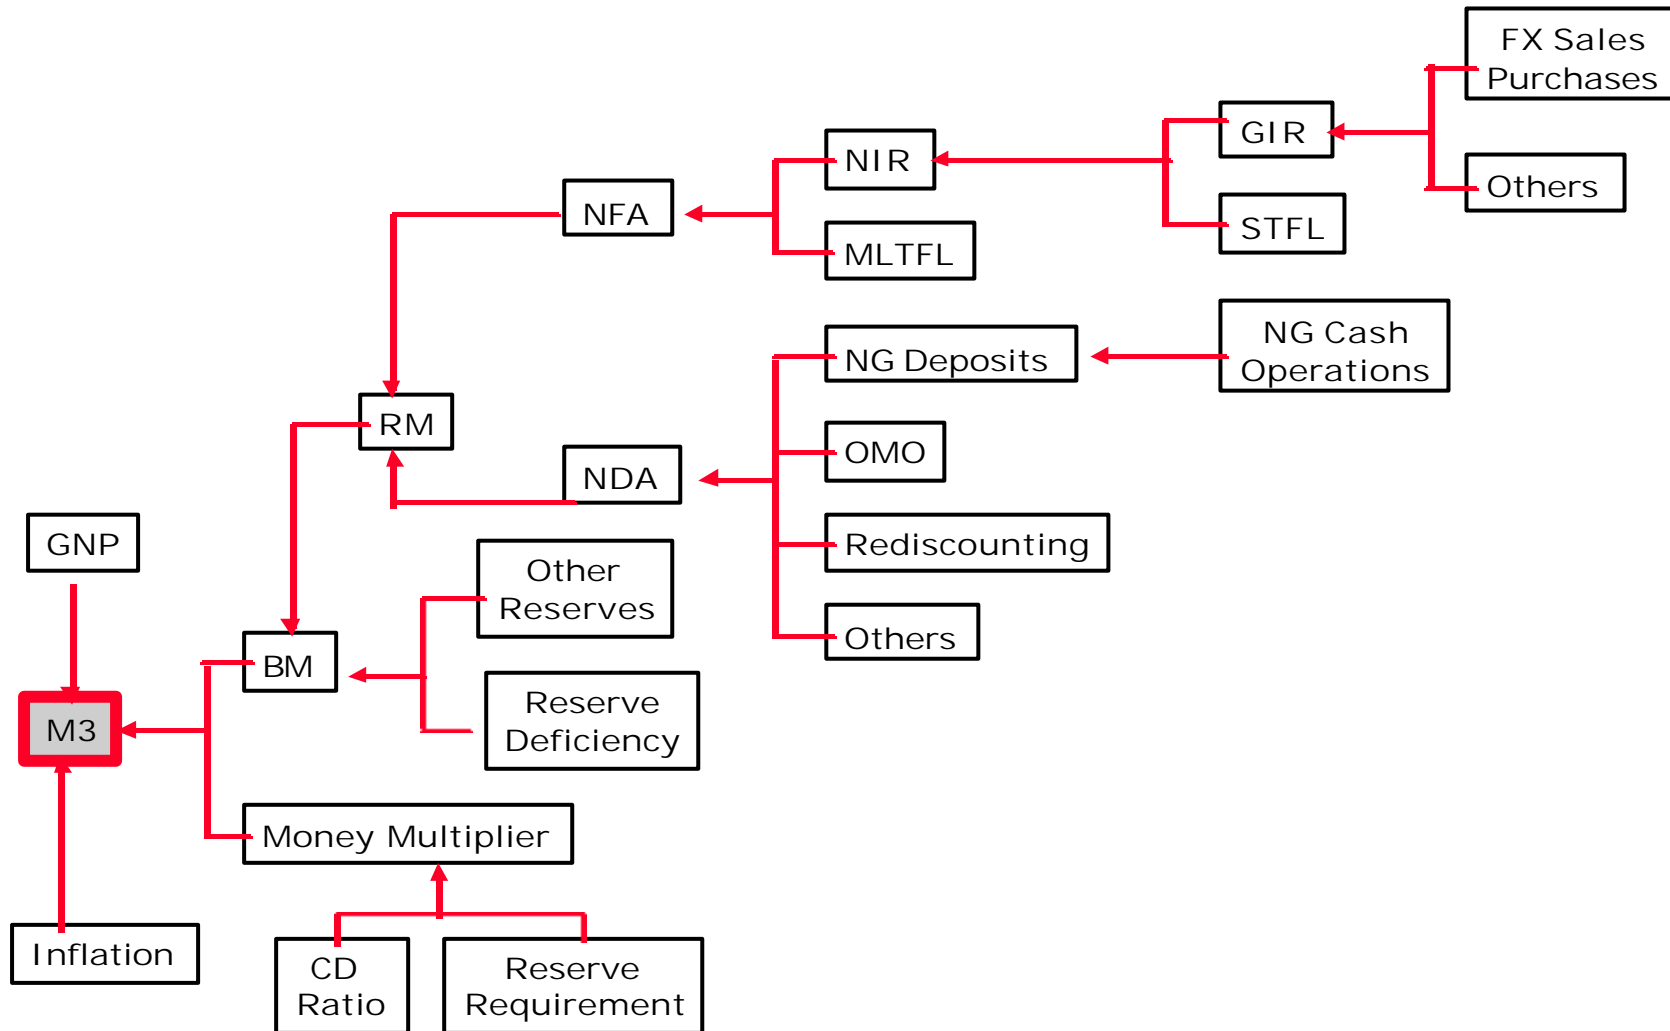 FX Sales
Purchases
GIR
NIR
Others
NFA
STFL
MLTFL
NG Cash
Operations
NG Deposits
RM
OMO
NDA
GNP
Rediscounting
Other
Reserves
Others
BM
Reserve
Deficiency
M3
Money Multiplier
Inflation
CD
Ratio
Reserve
Requirement